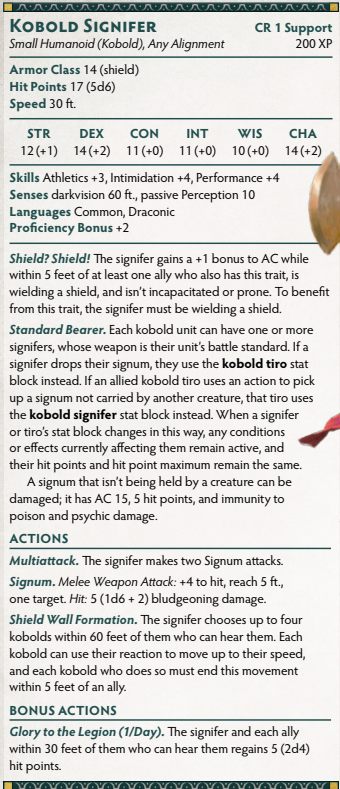 KOBOLD SIGNIFER CR 1 Support
Small Humanoid (Kobold), Any Alignment 200 XP
Armor Class 14 (shield)
Hit Points 17 (5d6)
Speed 30 ft.
STR DEX CON INT WIS CHA
12 (+1) 14 (+2) 11 (+0) 11 (+0) 10 (+0) 14 (+2)
Skills Athletics +3, Intimidation +4, Performance +4
Senses darkvision 60 ft., passive Perception 10
Languages Common, Draconic
Proficiency Bonus +2
Shield? Shield! The signifer gains a +1 bonus to AC while
within 5 feet of at least one ally who also has this trait, is
wielding a shield, and isn't incapacitated or prone. To benefit
from this trait, the signifer must be wielding a shield.
Standard Bearer. Each kobold unit can have one or more
signifers, whose weapon is their unit's battle standard. If a
signifer drops their signum, they use the kobold tiro stat
block instead. If an allied kobold tiro uses an action to pick
up a signum not carried by another creature, that tiro uses
the kobold signifer stat block instead. When a signifer
or tiro's stat block changes in this way, any conditions
or effects currently affecting them remain active, and
their hit points and hit point maximum remain the same.
A signum that isn't being held by a creature can be
damaged; it has AC 15, 5 hit points, and immunity to
poison and psychic damage.
ACTIONS
Multiattack. The signifer makes two Signum attacks.
Signum. Melee Weapon Attack: +4 to hit, reach 5 ft.,
one target. Hit: 5 (1d6 + 2) bludgeoning damage.
Shield Wall Formation. The signifer chooses up to four
kobolds within 60 feet of them who can hear them. Each
kobold can use their reaction to move up to their speed,
and each kobold who does so must end this movement
within 5 feet of an ally.
BONUS ACTIONS
Glory to the Legion (1/Day). The signifer and each ally
within 30 feet of them who can hear them regains 5 (2d4)
hit points.